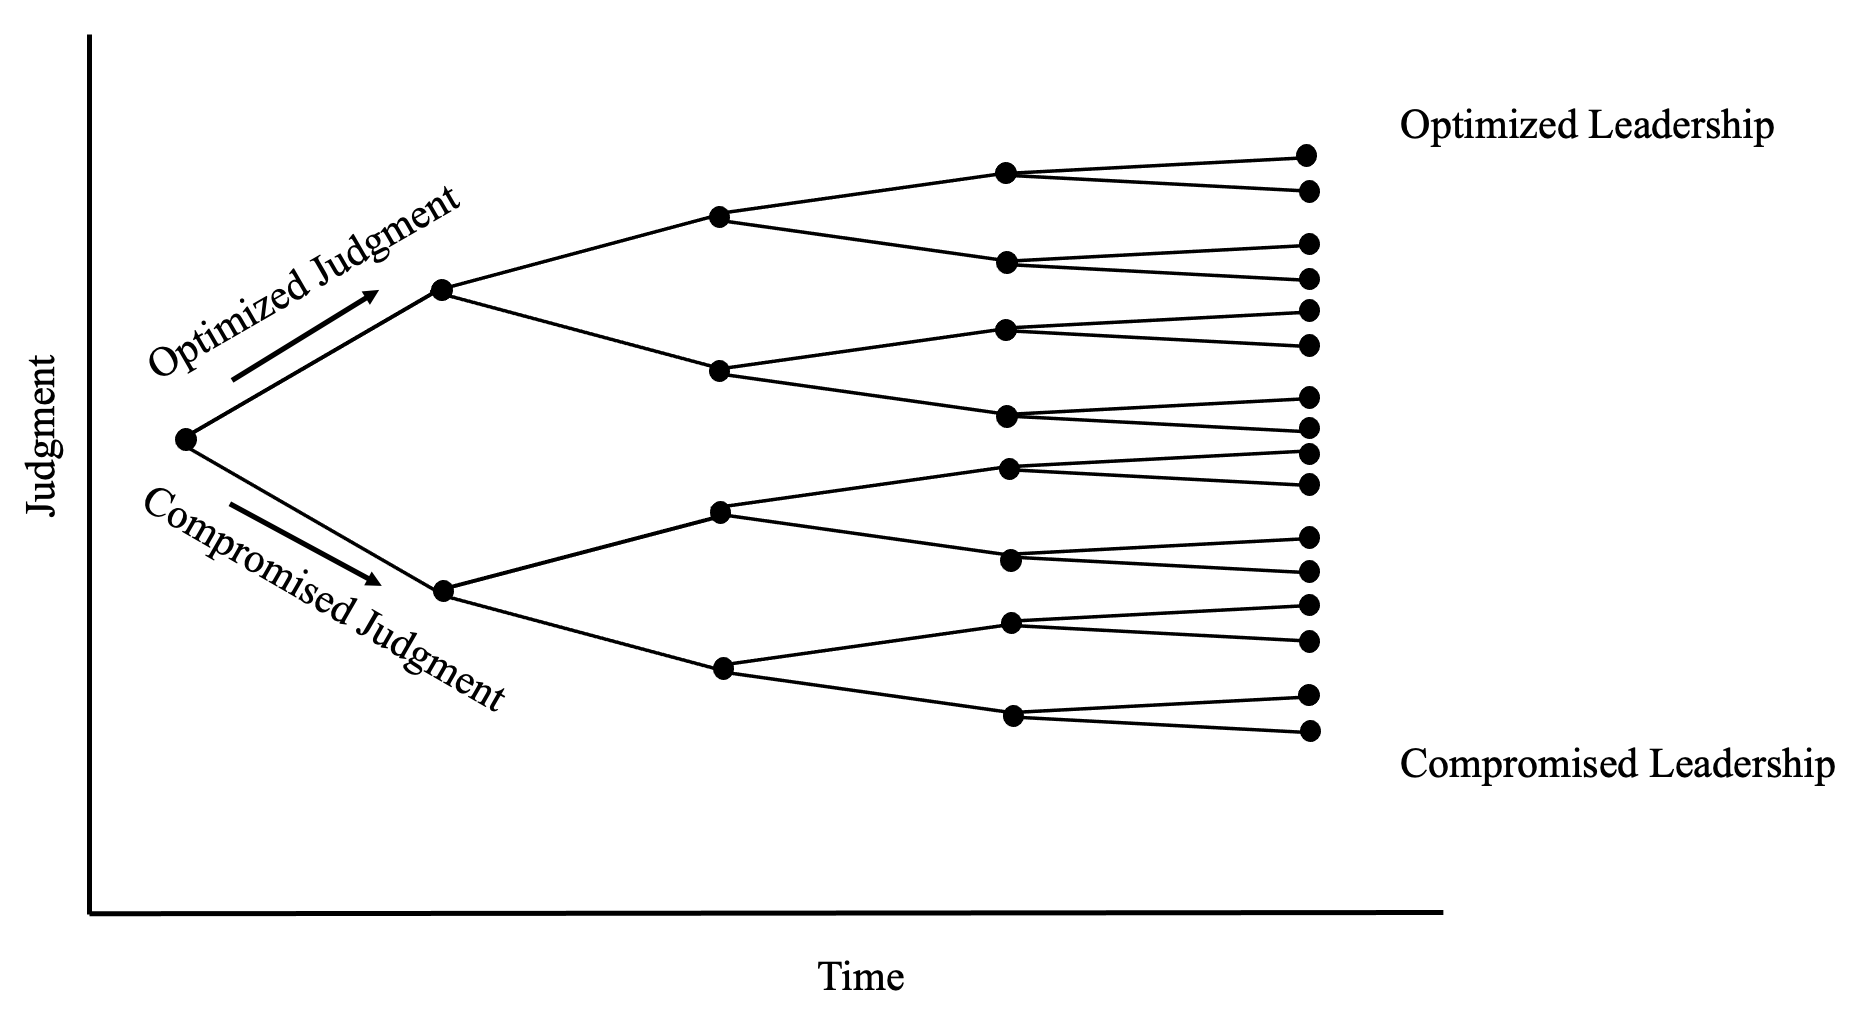 Optimized Leadership
Optimized Judgment
Judgment
Compromised Judgment
Compromised Leadership
Time